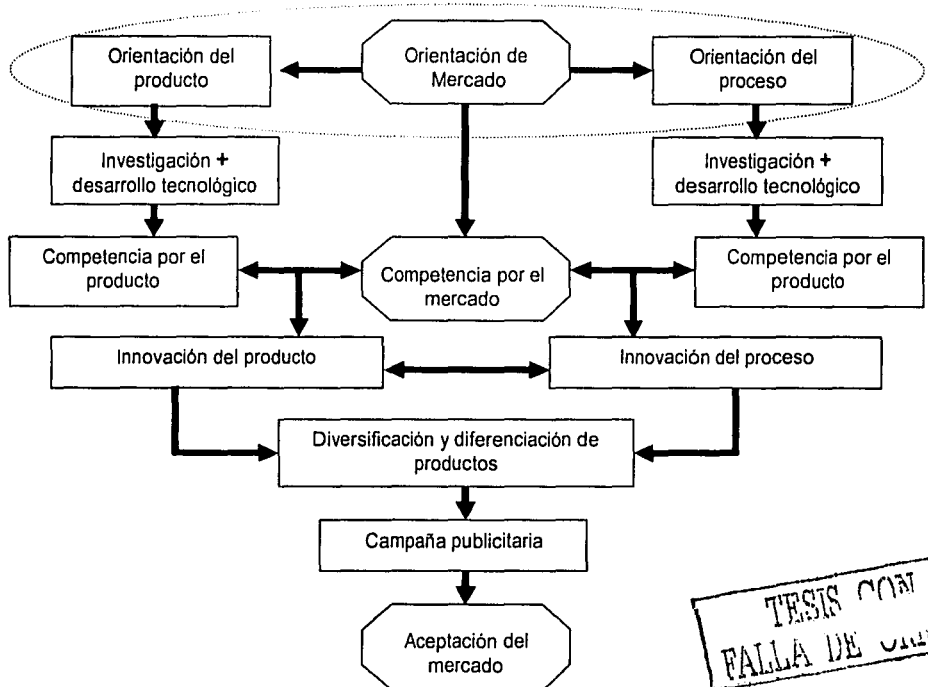 Orientación del
producto
Orientación de
Mercado
Orientación del
proceso
Investigación +
desarrollo tecnológico
Investigación +
desarrollo tecnológico
Competencia por el
producto
Competencia por el
mercado
Competencia por el
producto
Innovación del producto
Innovación del proceso
Diversificación y diferenciación de
productos
Campaña publicitaria
Aceptación del
mercado
TESIS CON
FALLA DE